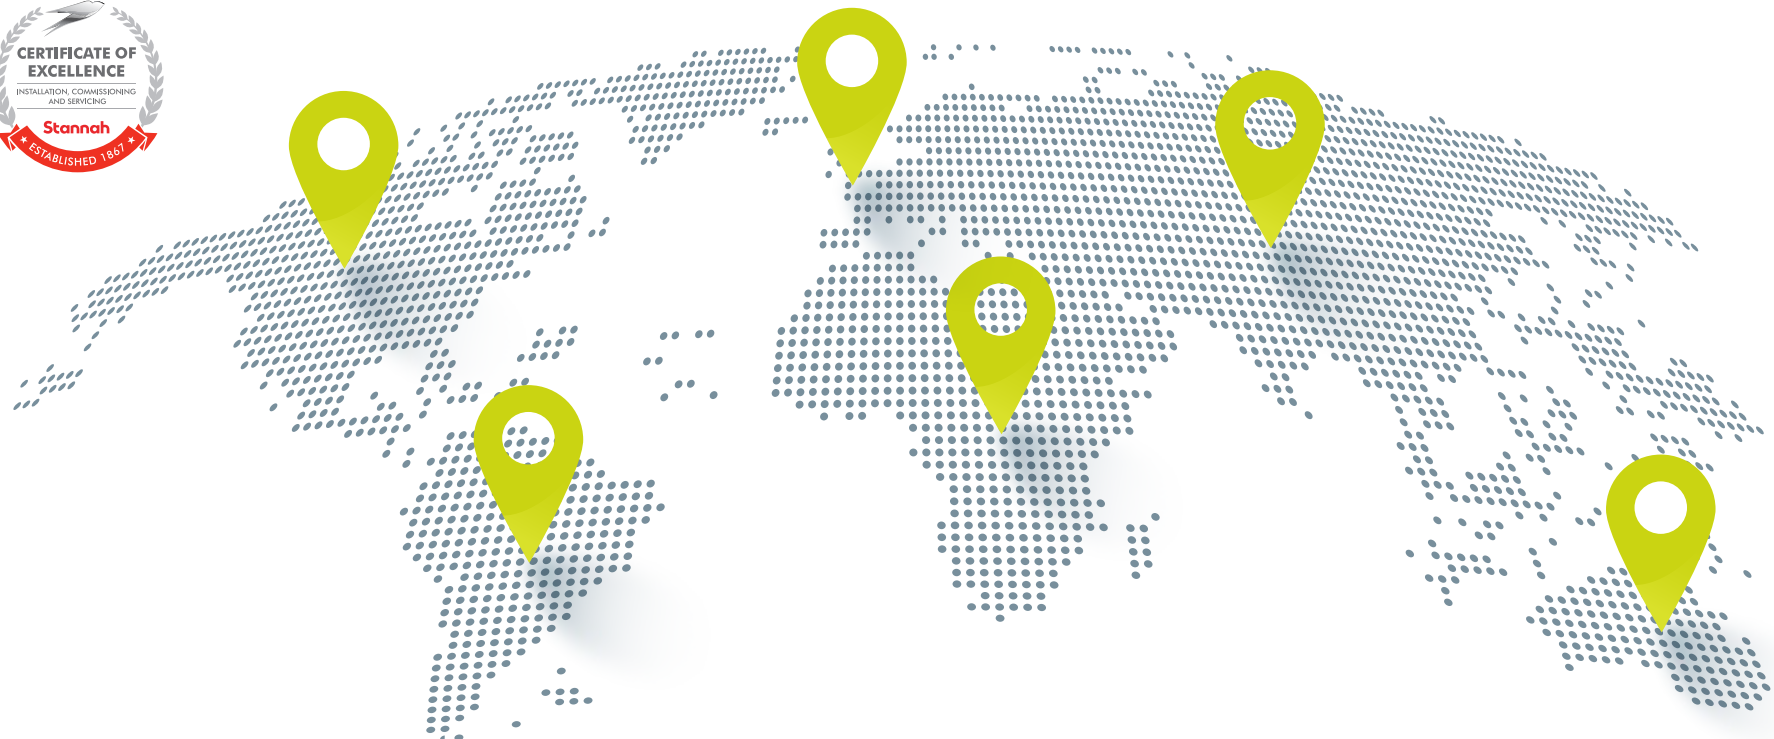 CERTIFICATE OF
EXCELLENCE
INSTALLATION, COMMISSIONING
AND SERVICING
Stannah
ESTABLISHED 1867